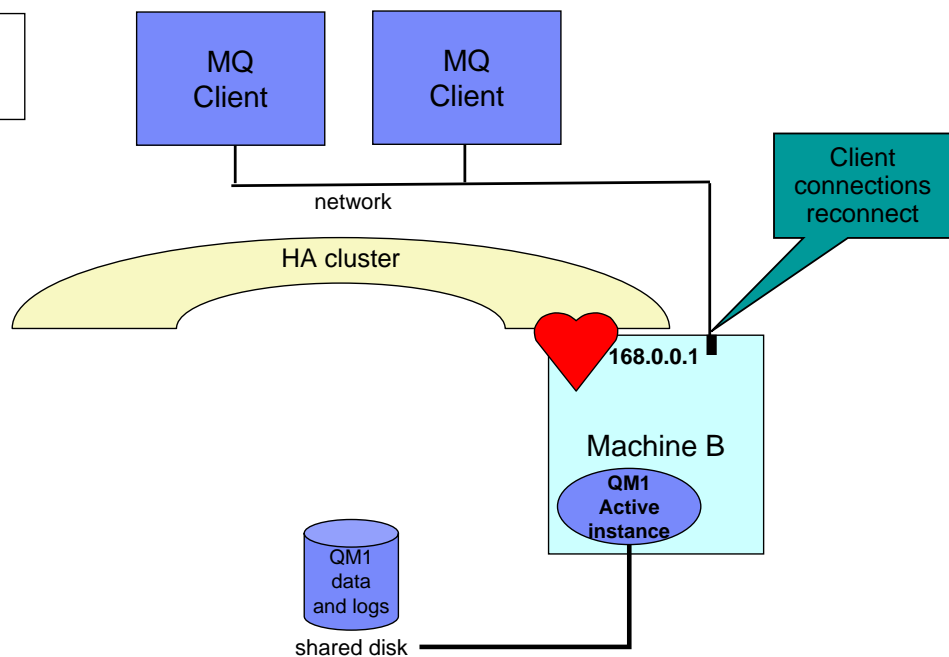 MQ
Client
MQ
Client
Client
connections
reconnect
network
HA cluster
168.0.0.1
Machine B
QM1
Active
instance
QM1
data
and logs
shared disk